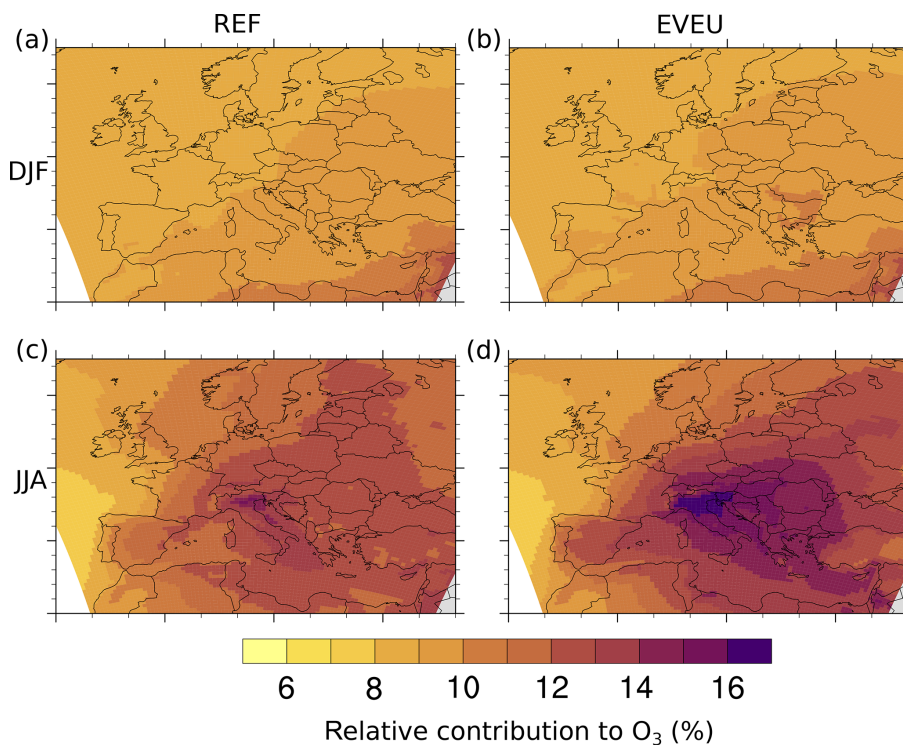 REF EVEU
(a) (b)
DJF
(c) (d)
JJA
6 8 10 12 14 16
Relative contribution to O₃ (%)